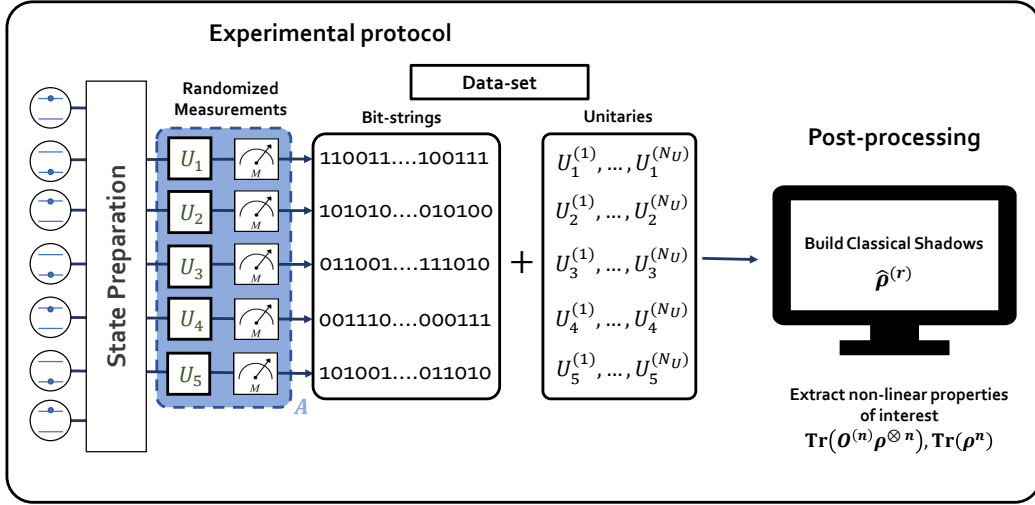 Experimental protocol
Data-set
Randomized
Measurements
Bit-strings
Unitaries
Post-processing
State Preparation
U₁ M 110011....100111 U₁⁽¹⁾, ..., U₁⁽ᴺᵁ⁾
U₂ M 101010....010100 U₂⁽¹⁾, ..., U₂⁽ᴺᵁ⁾
U₃ M 011001....111010 + U₃⁽¹⁾, ..., U₃⁽ᴺᵁ⁾
U₄ M 001110....000111 U₄⁽¹⁾, ..., U₄⁽ᴺᵁ⁾
U₅ M 101001....011010 U₅⁽¹⁾, ..., U₅⁽ᴺᵁ⁾
A
Build Classical Shadows
ρ̂⁽ʳ⁾
Extract non-linear properties
of interest
Tr(O⁽ⁿ⁾ρ⊗ⁿ), Tr(ρⁿ)